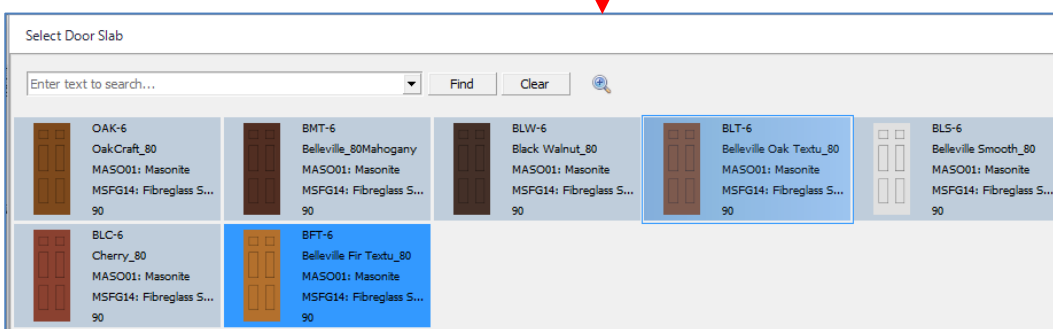 Select Door Slab
Enter text to search...
Find
Clear
OAK-6
OakCraft_80
MASO01: Masonite
MSFG14: Fibreglass S...
90
BMT-6
Belleville_80Mahogany
MASO01: Masonite
MSFG14: Fibreglass S...
90
BLW-6
Black Walnut_80
MASO01: Masonite
MSFG14: Fibreglass S...
90
BLT-6
Belleville Oak Textu_80
MASO01: Masonite
MSFG14: Fibreglass S...
90
BLS-6
Belleville Smooth_80
MASO01: Masonite
MSFG14: Fibreglass S...
90
BLC-6
Cherry_80
MASO01: Masonite
MSFG14: Fibreglass S...
90
BFT-6
Belleville Fir Textu_80
MASO01: Masonite
MSFG14: Fibreglass S...
90